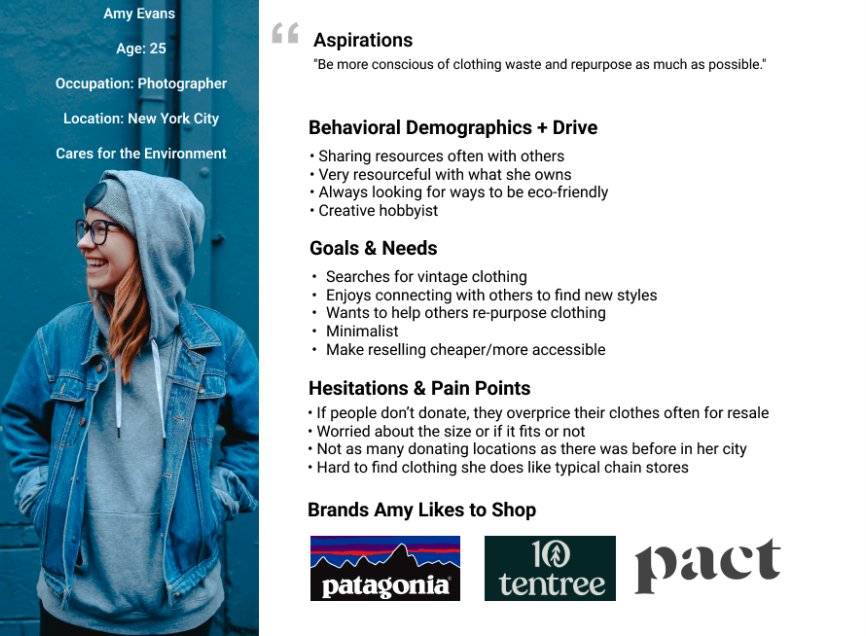 Amy Evans
Age: 25
Occupation: Photographer
Location: New York City
Cares for the Environment
“
Aspirations
"Be more conscious of clothing waste and repurpose as much as possible."
Behavioral Demographics + Drive
• Sharing resources often with others
• Very resourceful with what she owns
• Always looking for ways to be eco-friendly
• Creative hobbyist
Goals & Needs
• Searches for vintage clothing
• Enjoys connecting with others to find new styles
• Wants to help others re-purpose clothing
• Minimalist
• Make reselling cheaper/more accessible
Hesitations & Pain Points
• If people don’t donate, they overprice their clothes often for resale
• Worried about the size or if it fits or not
• Not as many donating locations as there was before in her city
• Hard to find clothing she does like typical chain stores
Brands Amy Likes to Shop
patagonia®
10
tentree
pact